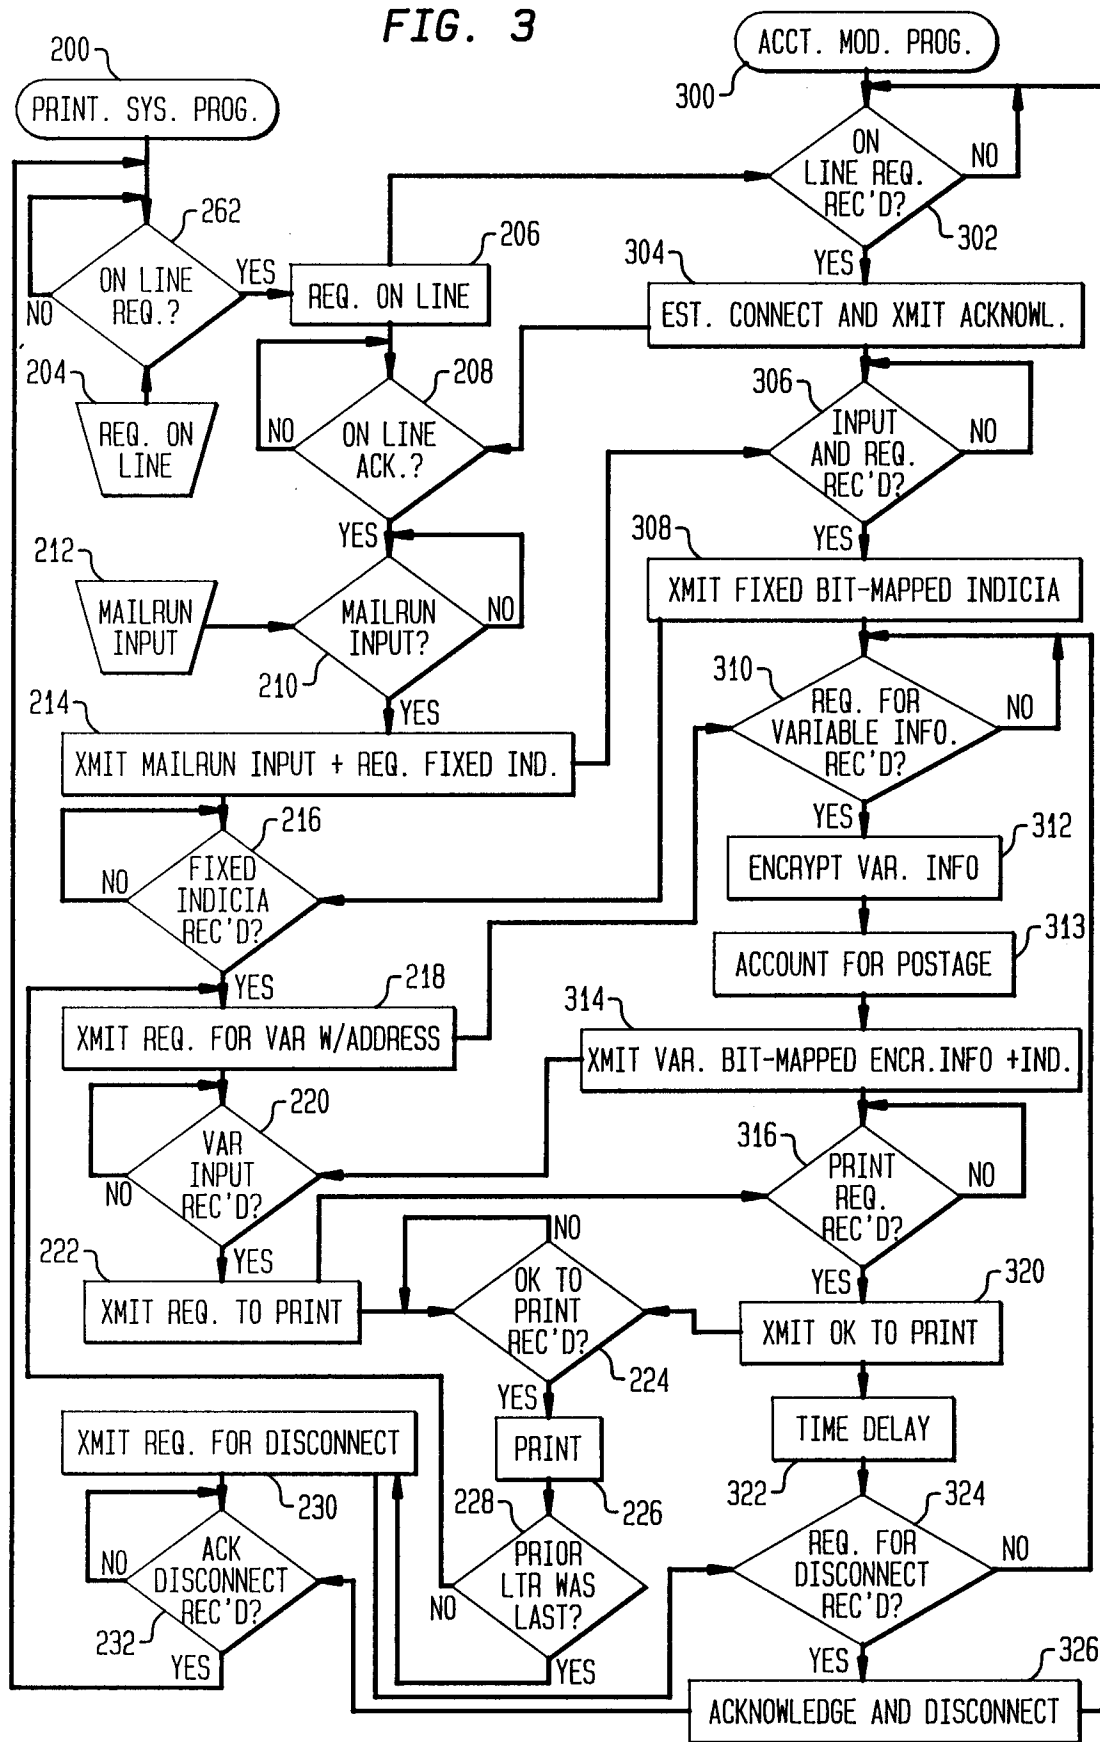 FIG. 3
200
PRINT. SYS. PROG.
262
ON LINE
REQ.?
NO
YES
204
REQ. ON
LINE
206
REQ. ON LINE
208
ON LINE
ACK.?
NO
YES
212
MAILRUN
INPUT
MAILRUN
INPUT?
NO
210
YES
214
XMIT MAILRUN INPUT + REQ. FIXED IND.
216
FIXED
INDICIA
REC'D?
NO
YES
218
XMIT REQ. FOR VAR W/ADDRESS
220
VAR
INPUT
REC'D?
NO
YES
222
XMIT REQ. TO PRINT
NO
OK TO
PRINT
REC'D?
224
YES
PRINT
226
228
PRIOR
LTR WAS
LAST?
NO
YES
XMIT REQ. FOR DISCONNECT
230
ACK
DISCONNECT
REC'D?
NO
232
YES
ACCT. MOD. PROG.
300
ON
LINE REQ.
REC'D?
NO
302
YES
304
EST. CONNECT AND XMIT ACKNOWL.
306
INPUT
AND REQ.
REC'D?
NO
YES
308
XMIT FIXED BIT-MAPPED INDICIA
310
REQ. FOR
VARIABLE INFO.
REC'D?
NO
YES
312
ENCRYPT VAR. INFO
313
ACCOUNT FOR POSTAGE
314
XMIT VAR. BIT-MAPPED ENCR.INFO +IND.
316
PRINT
REQ.
REC'D?
NO
YES
320
XMIT OK TO PRINT
TIME DELAY
322
324
REQ. FOR
DISCONNECT
REC'D?
NO
YES
326
ACKNOWLEDGE AND DISCONNECT